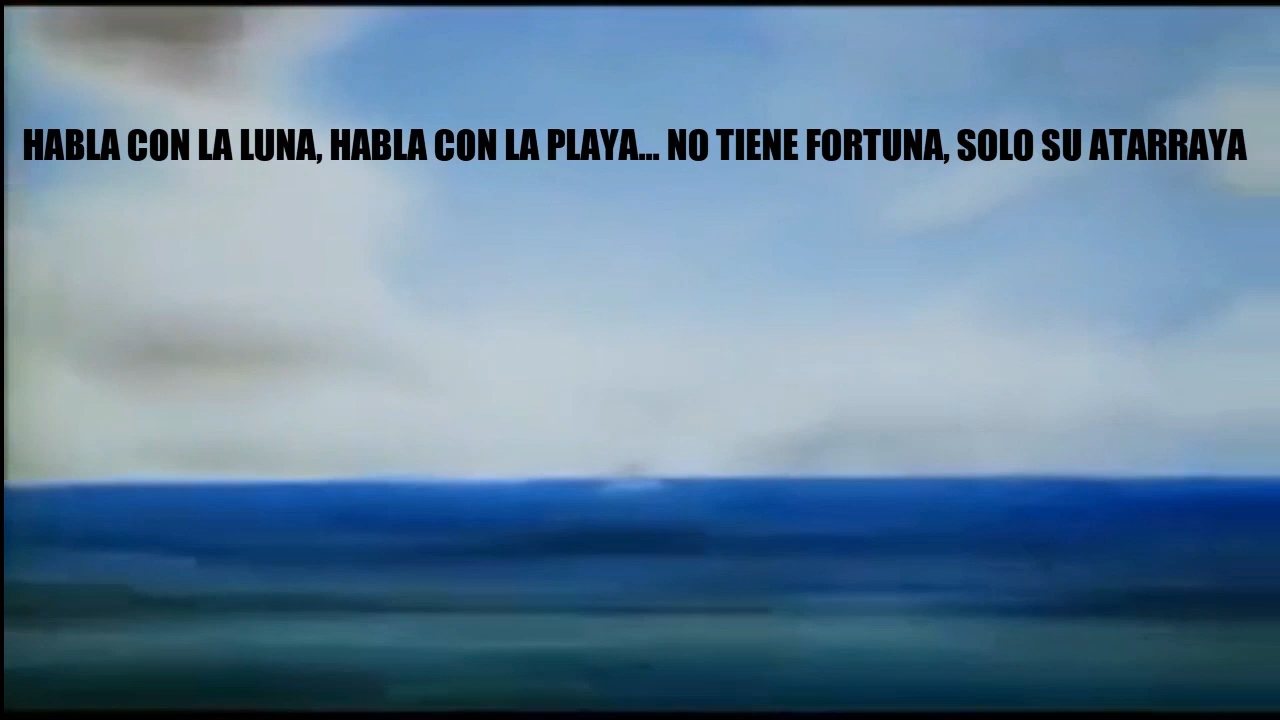 HABLA CON LA LUNA, HABLA CON LA PLAYA... NO TIENE FORTUNA, SOLO SU ATARRAYA